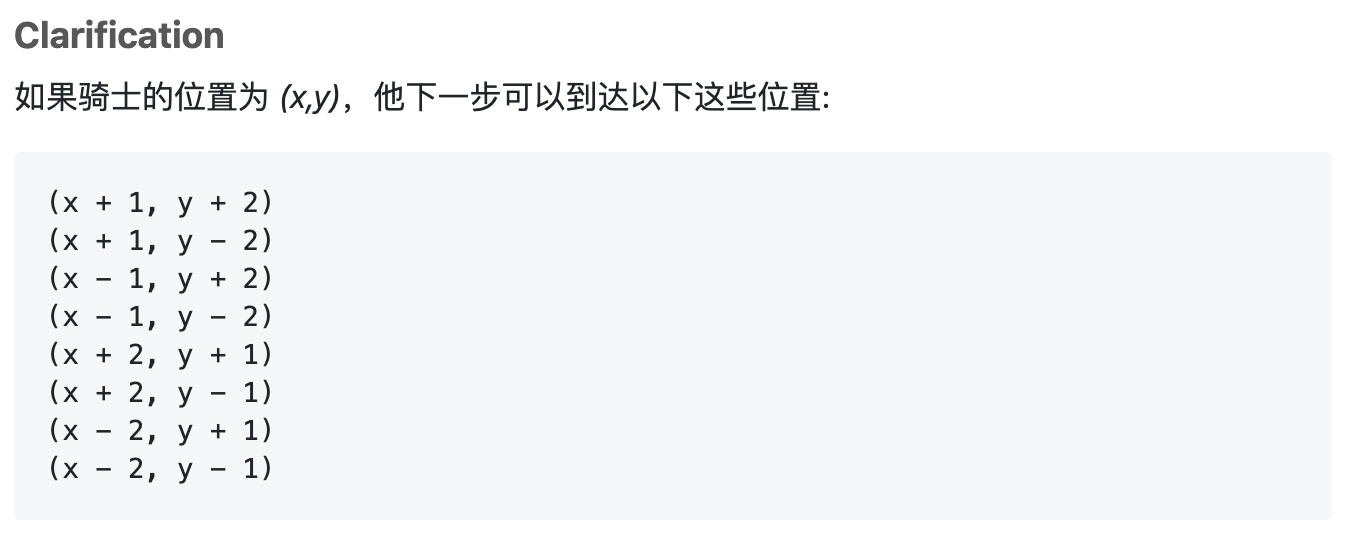 Clarification
如果骑士的位置为 (x,y)，他下一步可以到达以下这些位置:
(x + 1, y + 2)
(x + 1, y - 2)
(x - 1, y + 2)
(x - 1, y - 2)
(x + 2, y + 1)
(x + 2, y - 1)
(x - 2, y + 1)
(x - 2, y - 1)